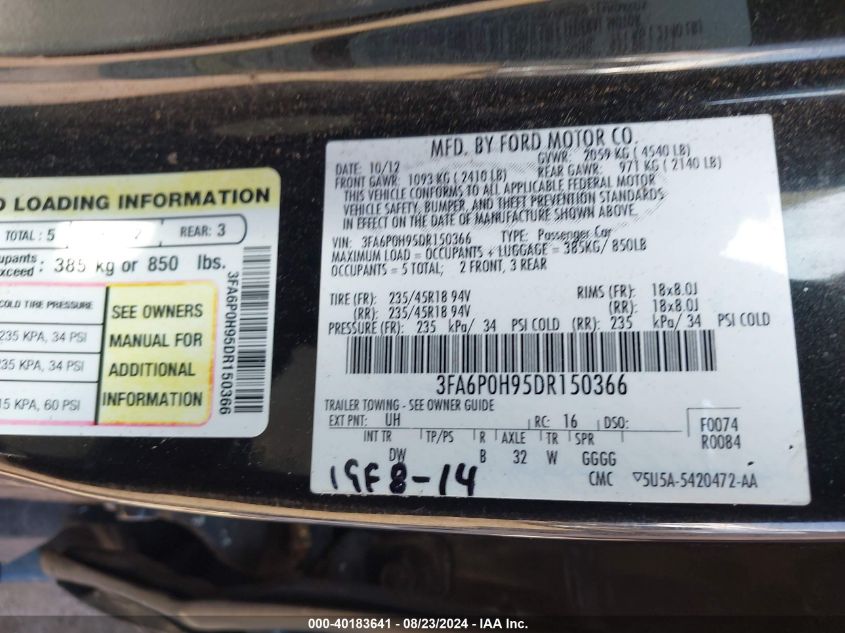 LOADING INFORMATION
TOTAL : 5
REAR: 3
385 kg or 850 lbs.
COLD TIRE PRESSURE
235 KPA, 34 PSI
35 KPA, 34 PSI
15 KPA, 60 PSI
SEE OWNERS
MANUAL FOR
ADDITIONAL
INFORMATION
3FA6P0H95DR150366
MFD. BY FORD MOTOR CO
DATE: 10/12 GVWR: 2059 KG ( 4540 LB)
FRONT GAWR: 1093 KG ( 2410 LB) REAR GAWR: 971 KG ( 2140 LB)
THIS VEHICLE CONFORMS TO ALL APPLICABLE FEDERAL MOTOR
VEHICLE SAFETY, BUMPER, AND THEFT PREVENTION STANDARDS
IN EFFECT ON THE DATE OF MANUFACTURE SHOWN ABOVE.
VIN: 3FA6P0H95DR150366 TYPE: Passenger Car
MAXIMUM LOAD = OCCUPANTS + LUGGAGE = 385KG/ 850LB
OCCUPANTS = 5 TOTAL; 2 FRONT, 3 REAR
TIRE (FR): 235/45R18 94V RIMS (FR): 18x8.0J
(RR): 235/45R18 94V (RR): 18x8.0J
PRESSURE (FR): 235 kPa/ 34 PSI COLD (RR): 235 kPa/ 34 PSI COLD
3FA6P0H95DR150366
TRAILER TOWING - SEE OWNER GUIDE
EXT PNT: UH RC: 16 DSO: F0074
INT TR TP/PS R AXLE TR SPR R0084
DW B 32 W GGGG
19F8-14 CMC ▽5U5A-5420472-AA
000-40183641 - 08/23/2024 - IAAI Inc.